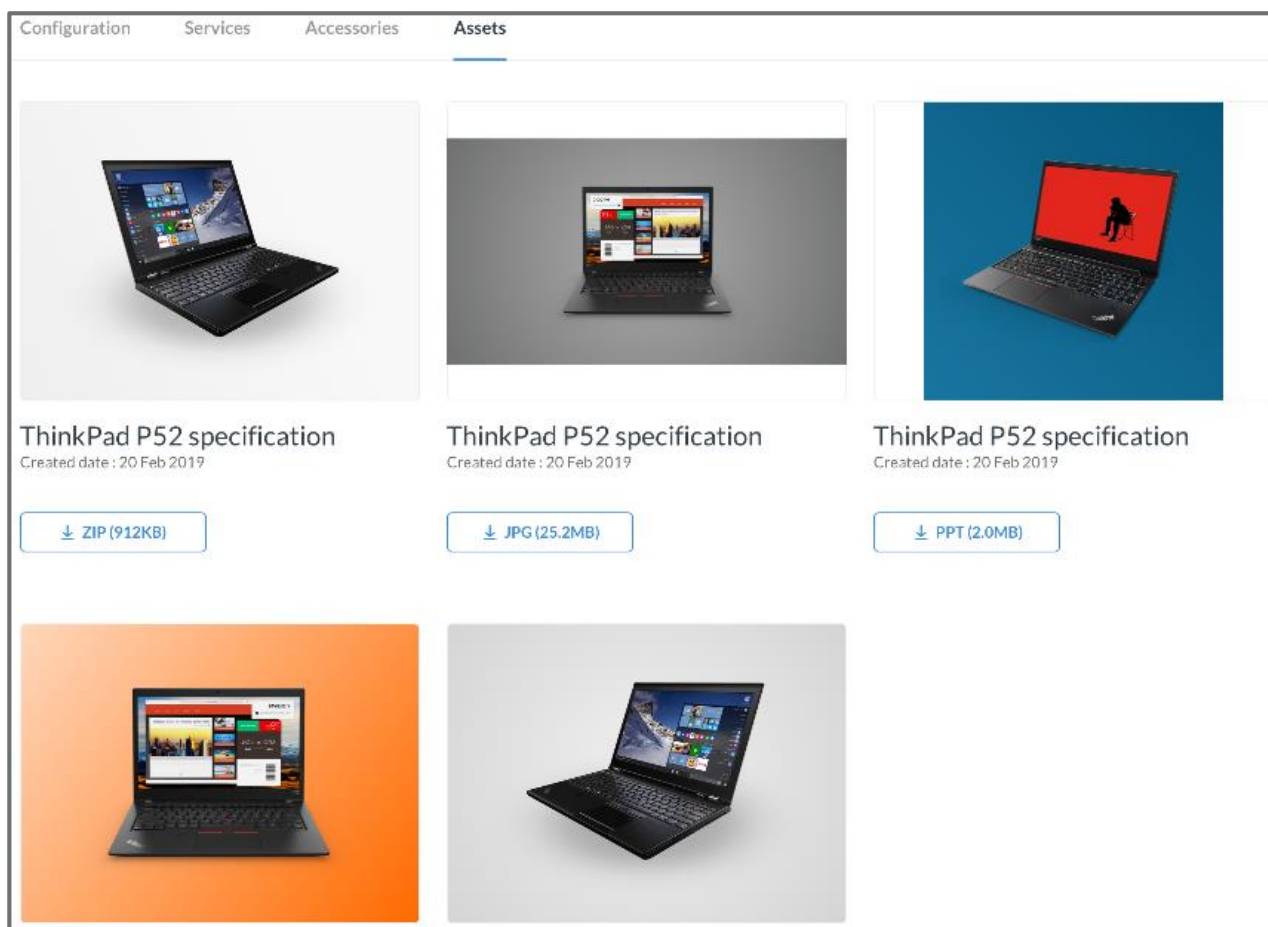 Configuration Services Accessories Assets
ThinkPad P52 specification
Created date : 20 Feb 2019
ZIP (912KB)
ThinkPad P52 specification
Created date : 20 Feb 2019
JPG (25.2MB)
ThinkPad P52 specification
Created date : 20 Feb 2019
PPT (2.0MB)